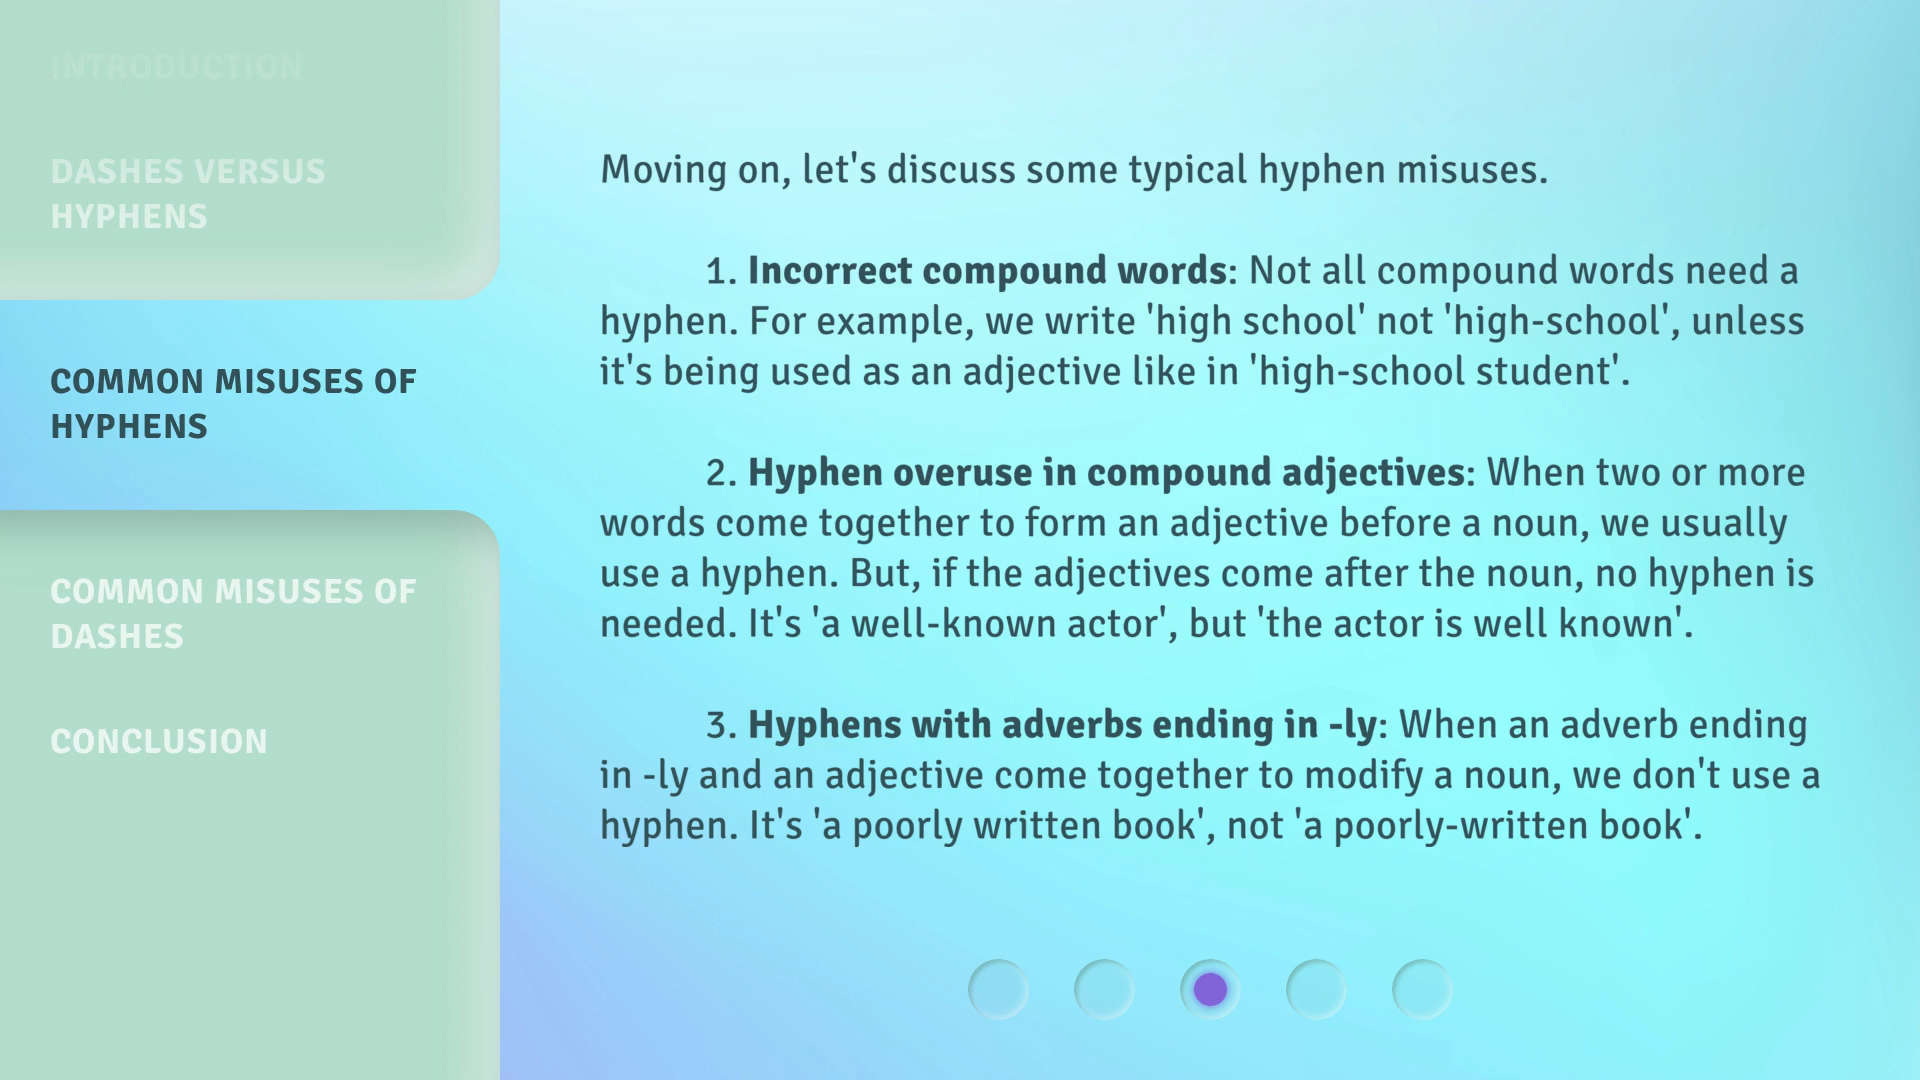 INTRODUCTION
DASHES VERSUS
HYPHENS
COMMON MISUSES OF
HYPHENS
COMMON MISUSES OF
DASHES
CONCLUSION
Moving on, let's discuss some typical hyphen misuses.
1. Incorrect compound words: Not all compound words need a
hyphen. For example, we write 'high school' not 'high-school', unless
it's being used as an adjective like in 'high-school student'.
2. Hyphen overuse in compound adjectives: When two or more
words come together to form an adjective before a noun, we usually
use a hyphen. But, if the adjectives come after the noun, no hyphen is
needed. It's 'a well-known actor', but 'the actor is well known'.
3. Hyphens with adverbs ending in -ly: When an adverb ending
in -ly and an adjective come together to modify a noun, we don't use a
hyphen. It's 'a poorly written book', not 'a poorly-written book'.